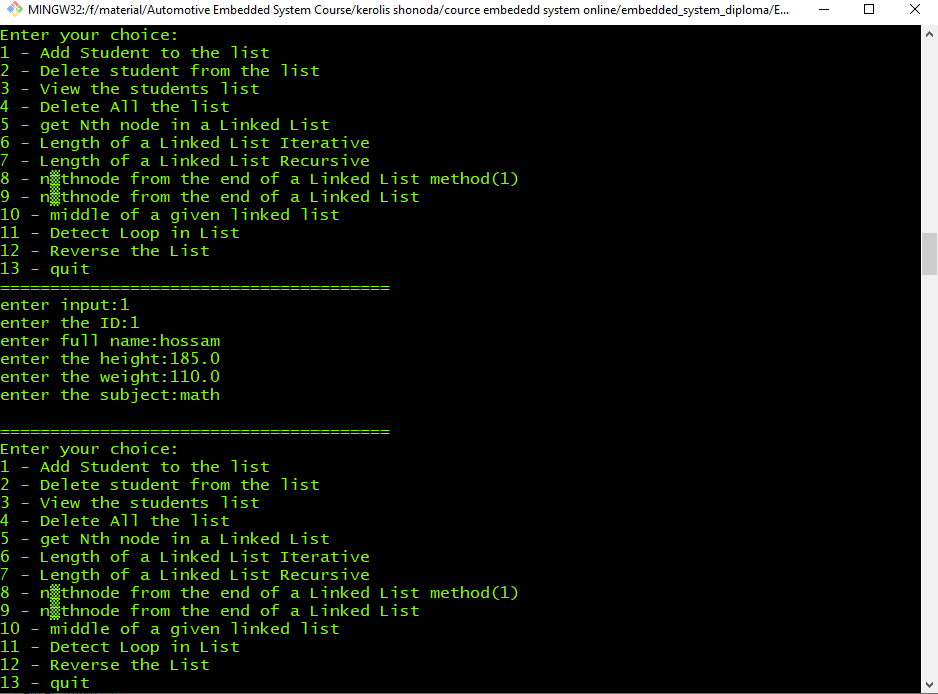 MINGW32:/f/material/Automotive Embedded System Course/kerolis shonoda/cource embededd system online/embedded_system_diploma/E...
Enter your choice:
1 - Add Student to the list
2 - Delete student from the list
3 - View the students list
4 - Delete All the list
5 - get Nth node in a Linked List
6 - Length of a Linked List Iterative
7 - Length of a Linked List Recursive
8 - n▒thnode from the end of a Linked List method(1)
9 - n▒thnode from the end of a Linked List
10 - middle of a given linked list
11 - Detect Loop in List
12 - Reverse the List
13 - quit
=======================================
enter input:1
enter the ID:1
enter full name:hossam
enter the height:185.0
enter the weight:110.0
enter the subject:math
=======================================
Enter your choice:
1 - Add Student to the list
2 - Delete student from the list
3 - View the students list
4 - Delete All the list
5 - get Nth node in a Linked List
6 - Length of a Linked List Iterative
7 - Length of a Linked List Recursive
8 - n▒thnode from the end of a Linked List method(1)
9 - n▒thnode from the end of a Linked List
10 - middle of a given linked list
11 - Detect Loop in List
12 - Reverse the List
13 - quit